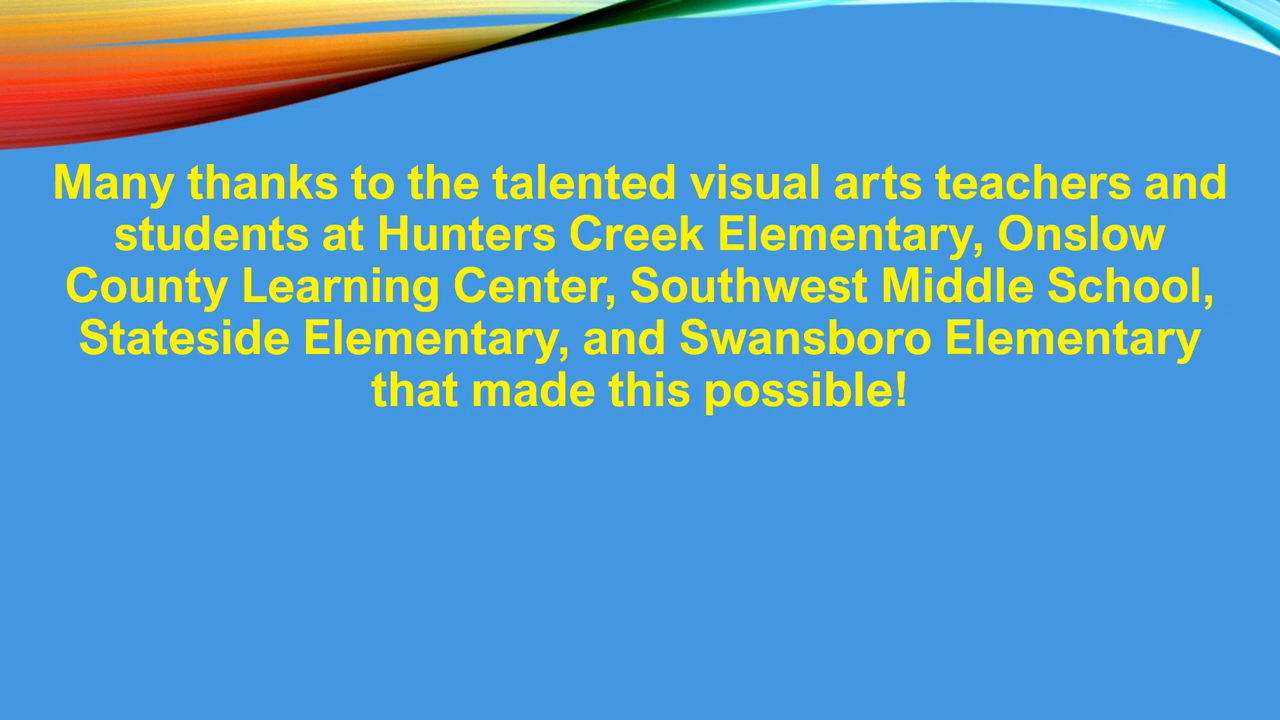 Many thanks to the talented visual arts teachers and
students at Hunters Creek Elementary, Onslow
County Learning Center, Southwest Middle School,
Stateside Elementary, and Swansboro Elementary
that made this possible!